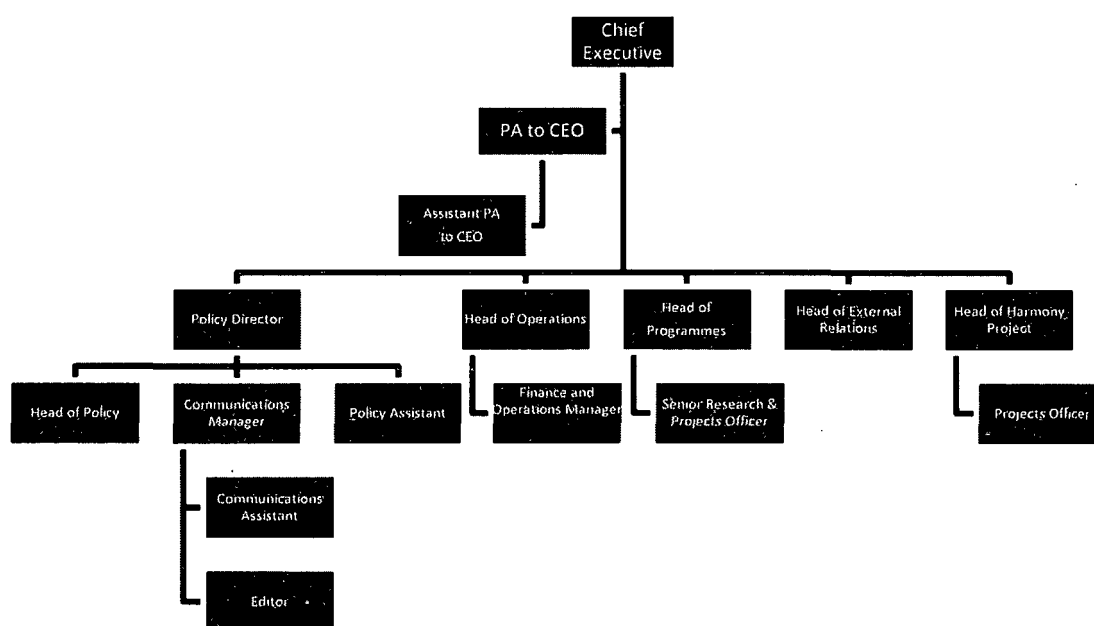 Chief
Executive
PA to CEO
Assistant PA
to CEO
Policy Director
Head of Operations
Head of
Programmes
Head of External
Relations
Head of Harmony
Project
Head of Policy
Communications
Manager
Policy Assistant
Finance and
Operations Manager
Senior Research &
Projects Officer
Projects Officer
Communications
Assistant
Editor